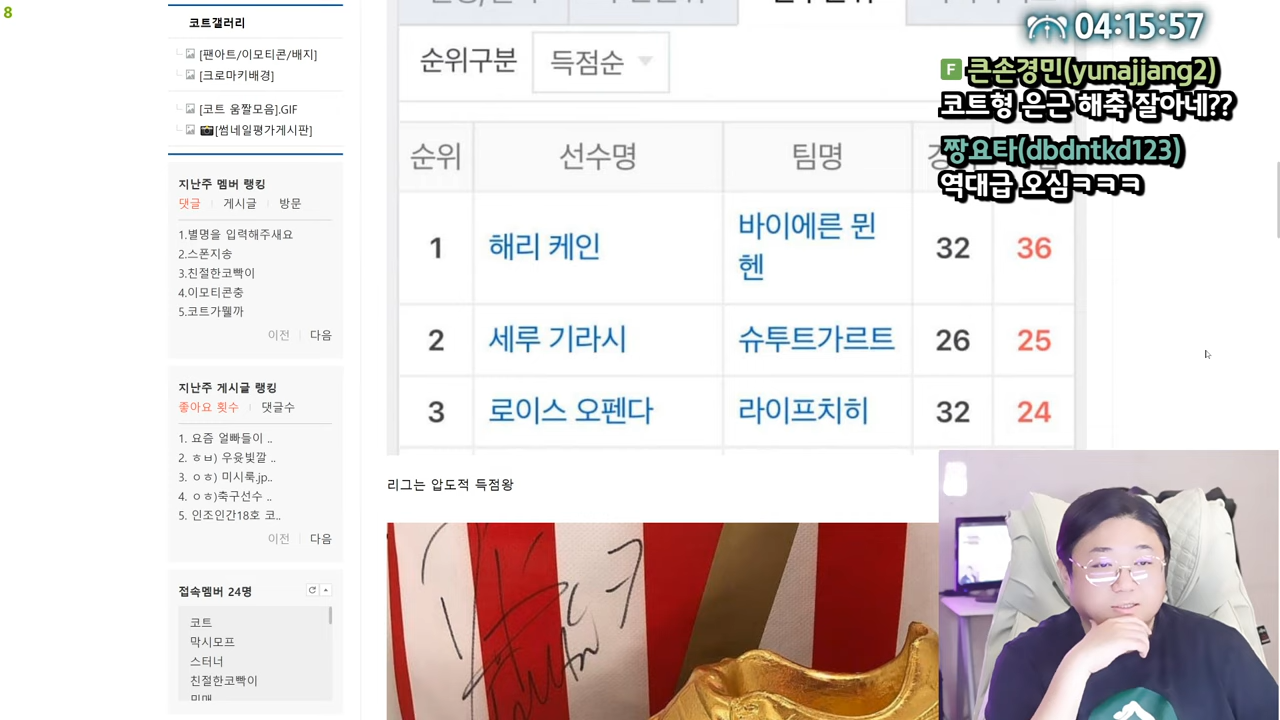 8
코트갤러리
[팬아트/이모티콘/배지]
[크로마키배경]
[코트 움짤모음].GIF
[썸네일평가게시판]
지난주 멤버 랭킹
댓글 게시글 방문
1.별명을 입력해주새요
2.스폰지송
3.친절한코빡이
4.이모티콘충
5.코트가뭴까
이전 다음
지난주 게시글 랭킹
좋아요 횟수 댓글수
1. 요즘 얼빠들이 ..
2. ㅎㅂ) 우윳빛깔 ..
3. ㅇㅎ) 미시룩.jp..
4. ㅇㅎ)축구선수 ..
5. 인조인간18호 코..
이전 다음
접속멤버 24명
코트
막시모프
스터너
친절한코빡이
순위구분 득점순
순위 선수명 팀명
1 해리 케인 바이에른 뮌
헨 32 36
2 세루 기라시 슈투트가르트 26 25
3 로이스 오펜다 라이프치히 32 24
리그는 압도적 득점왕
04:15:57
F 큰손경민(yunajjang2)
코트형 은근 해축 잘아네??
짱요타(dbdntkd123)
역대급 오심ㅋㅋㅋ